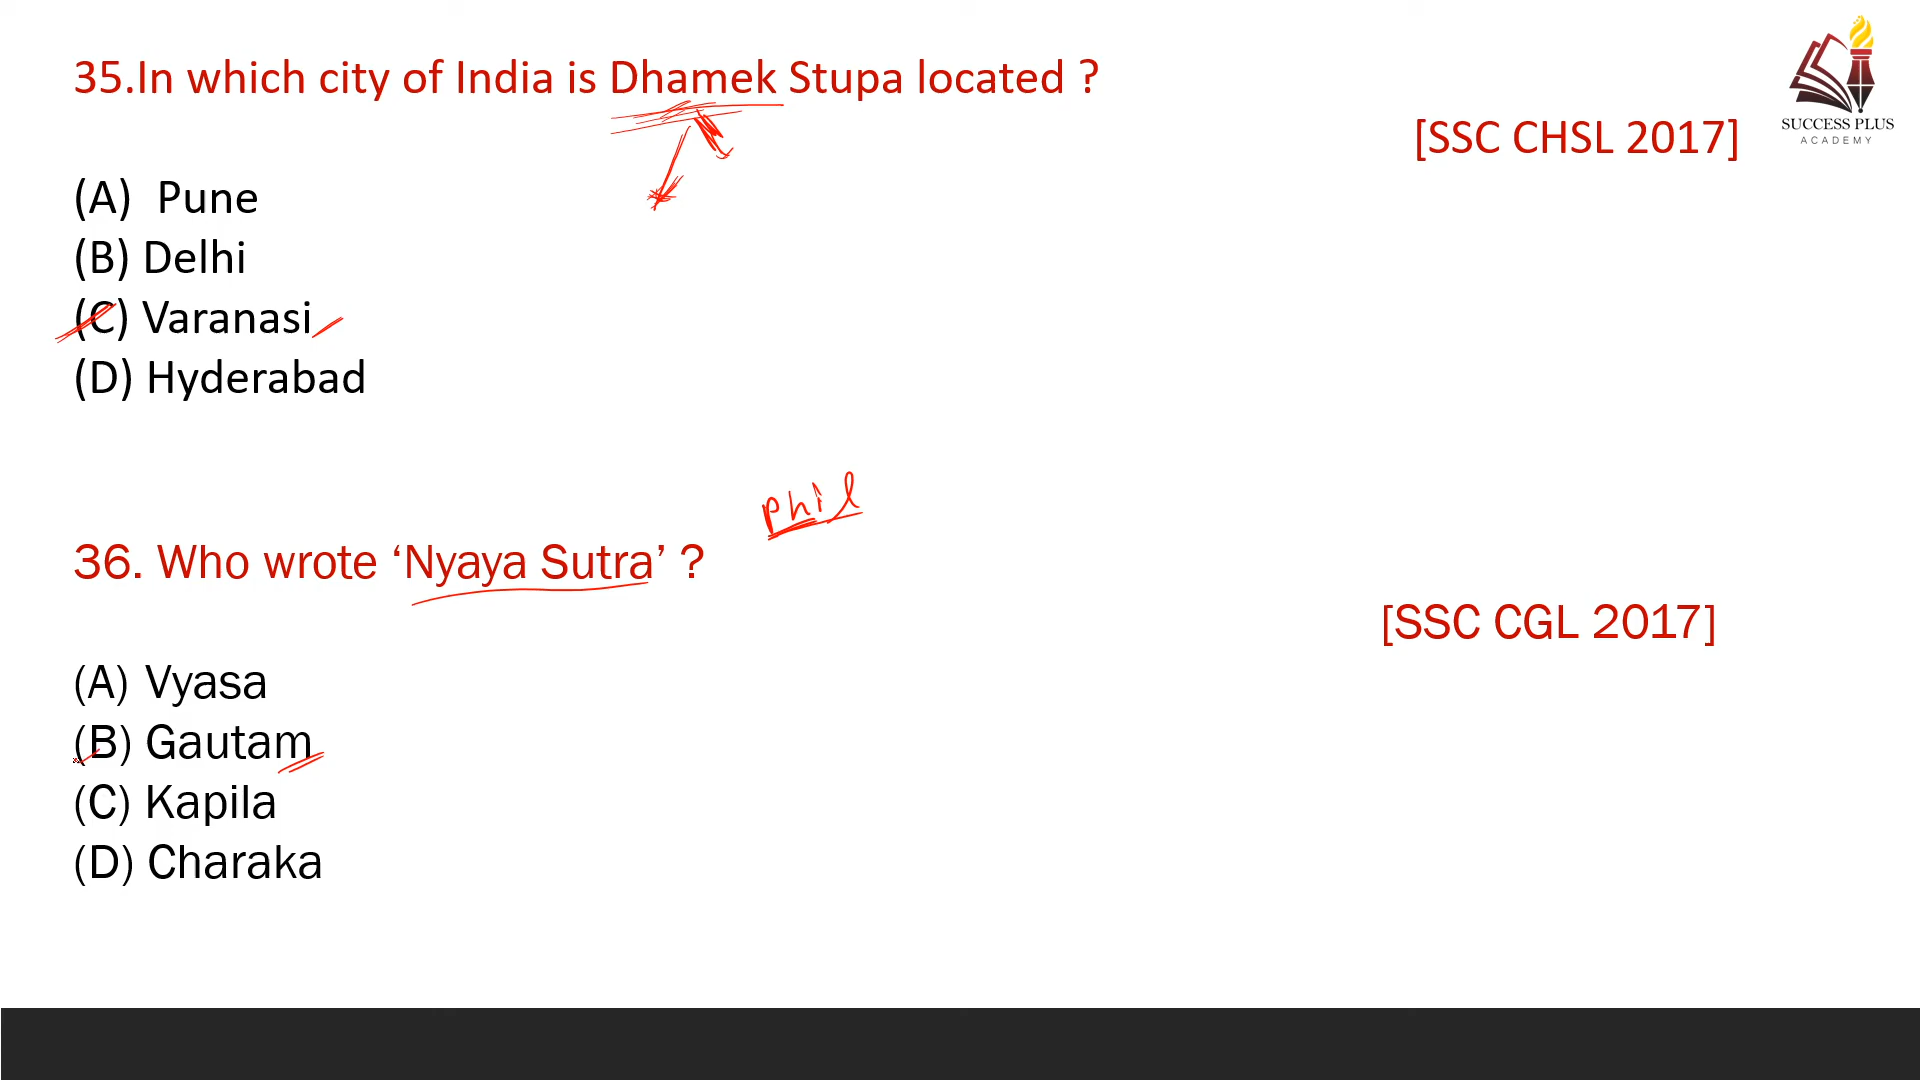 35.In which city of India is Dhamek Stupa located ?
[SSC CHSL 2017]
SUCCESS PLUS
ACADEMY
(A) Pune
(B) Delhi
(C) Varanasi
(D) Hyderabad
phil
36. Who wrote ‘Nyaya Sutra’ ?
[SSC CGL 2017]
(A) Vyasa
(B) Gautam
(C) Kapila
(D) Charaka